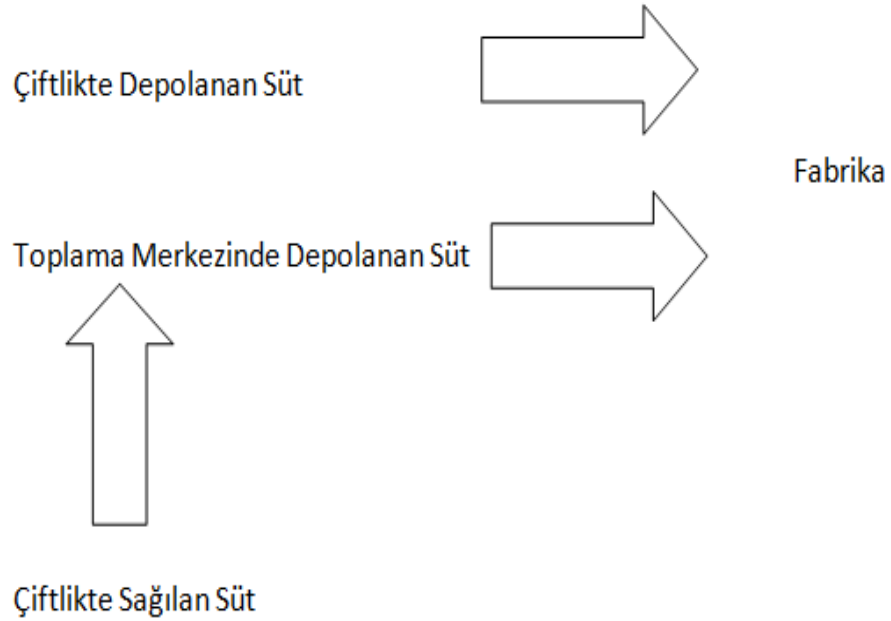 Çiftlikte Depolanan Süt
Fabrika
Toplama Merkezinde Depolanan Süt
Çiftlikte Sağılan Süt